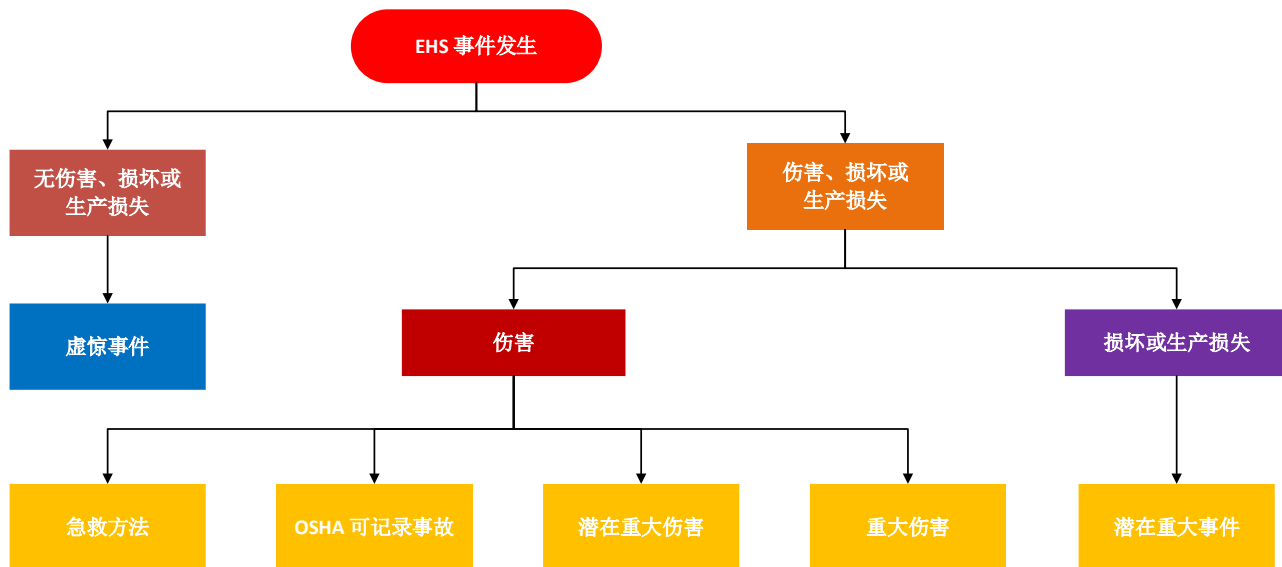 EHS 事件发生
无伤害、损坏或
生产损失
伤害、损坏或
生产损失
虚惊事件
伤害
损坏或生产损失
急救方法
OSHA 可记录事故
潜在重大伤害
重大伤害
潜在重大事件